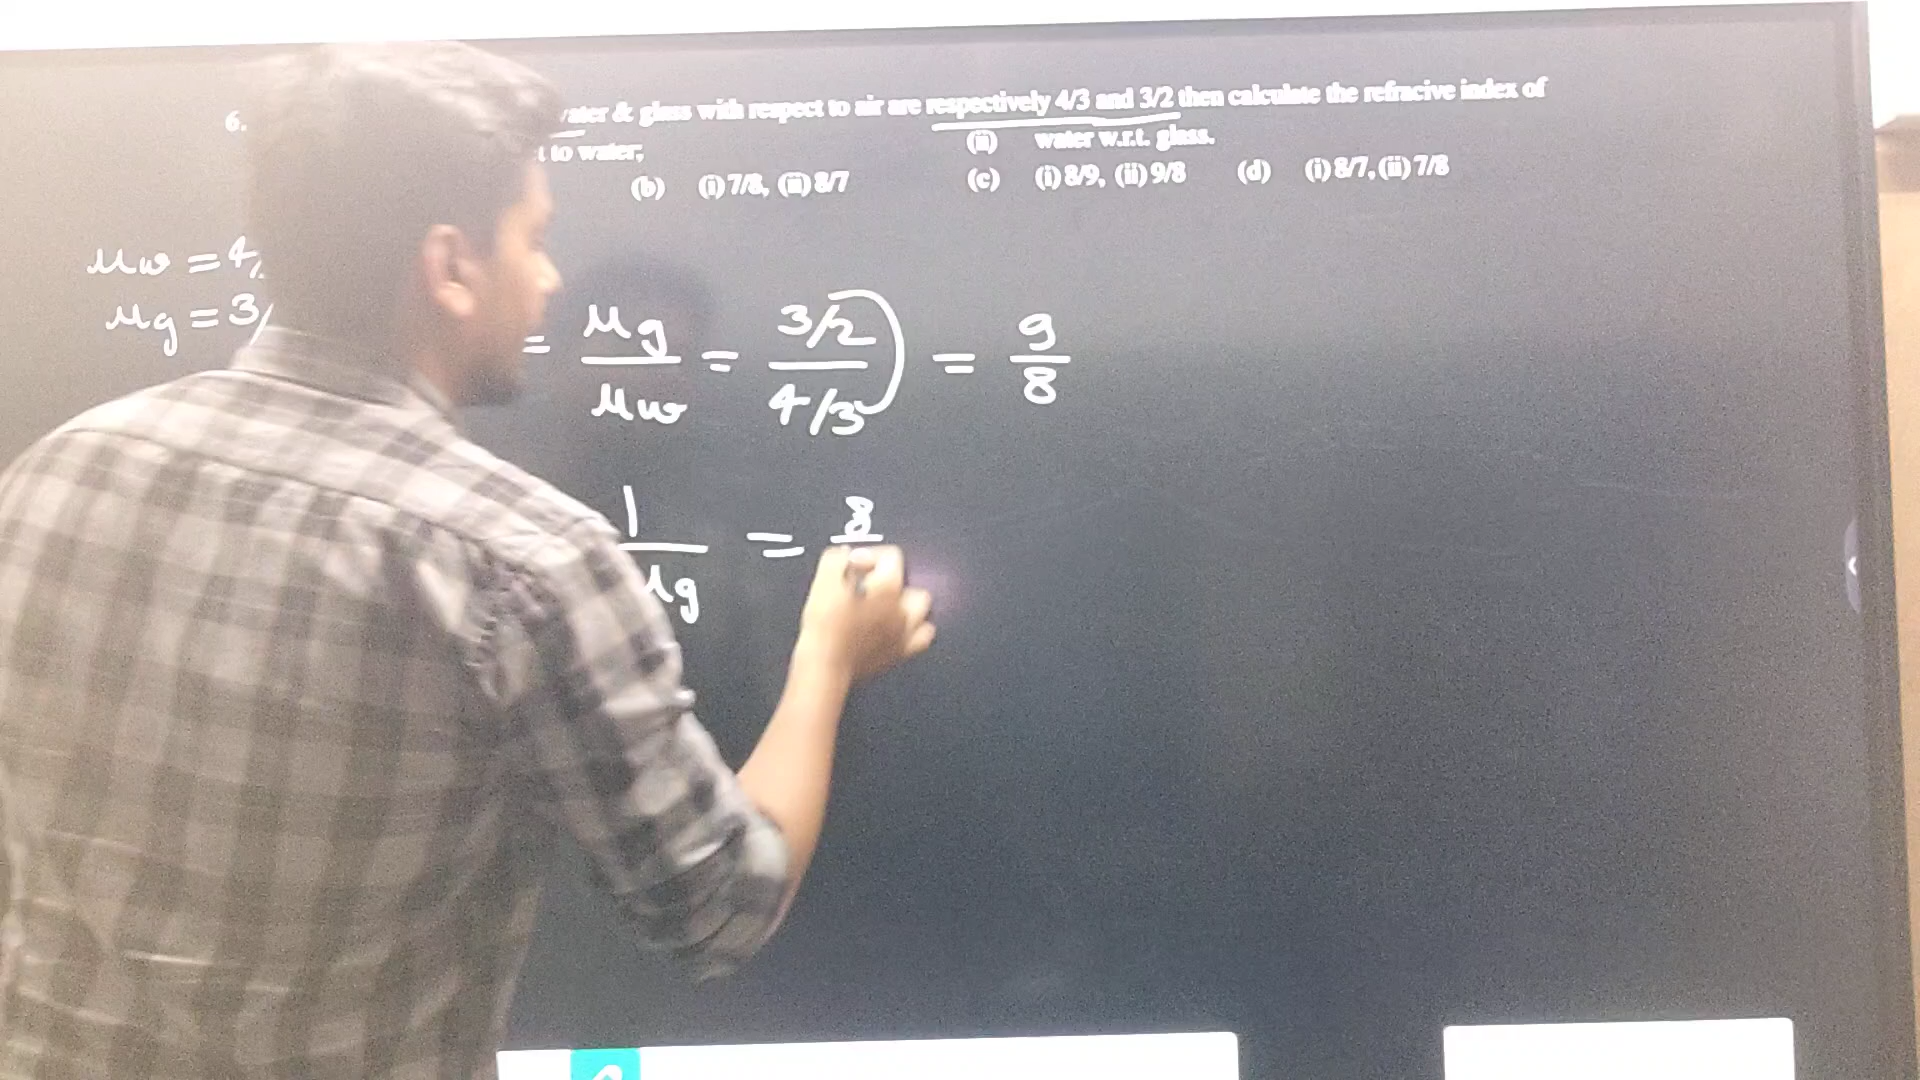 6. & glass with respect to air are respectively 4/3 and 3/2 then calculate the refracive index of
to water, (ii) water w.r.t. glass.
(b) (i) 7/8, (ii) 8/7 (c) (i) 8/9, (ii) 9/8 (d) (i) 8/7, (ii) 7/8
μw = 4/
μg = 3/
= μg / μw = 3/2 / 4/3 = 9 / 8
1 / μg = 8